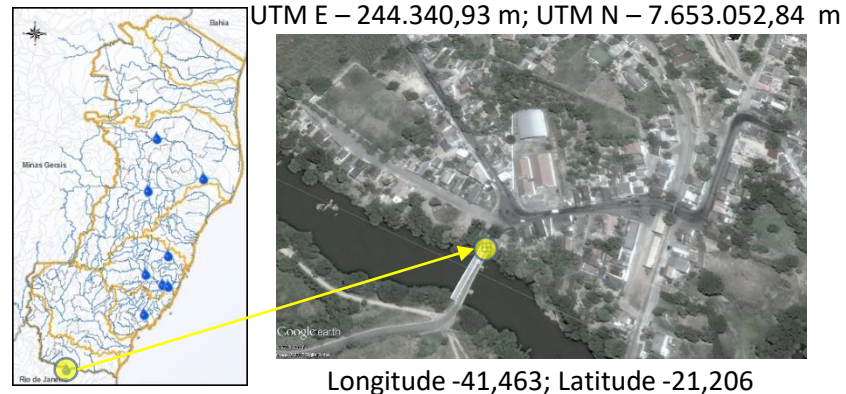 UTM E – 244.340,93 m; UTM N – 7.653.052,84 m
Bahia
Minas Gerais
Rio de Jane
Google earth
Longitude -41,463; Latitude -21,206